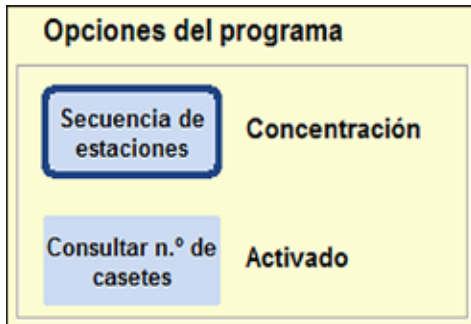 Opciones del programa
Secuencia de
estaciones
Concentración
Consultar n.º de
casetes
Activado